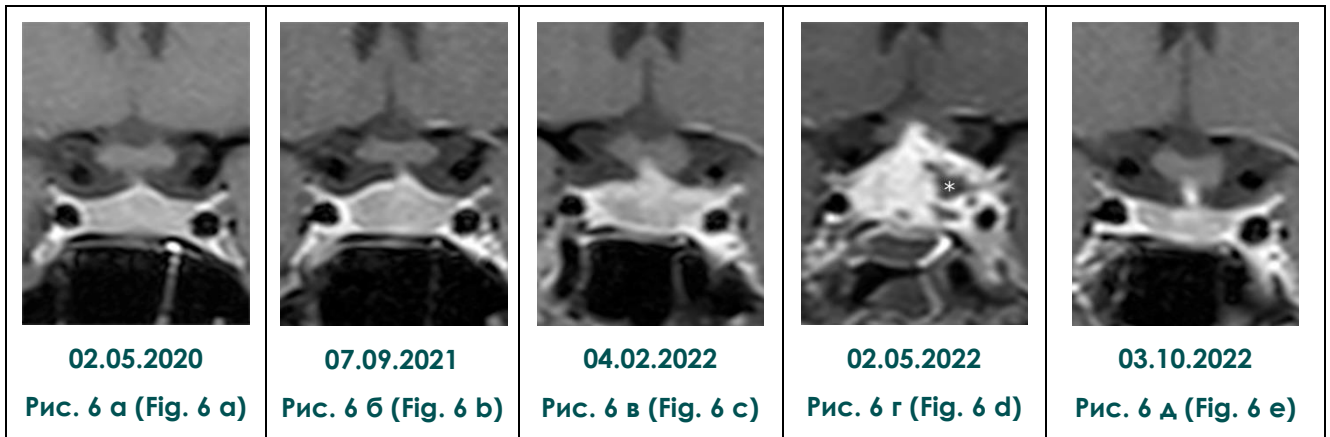 *
02.05.2020
Рис. 6 а (Fig. 6 a)
07.09.2021
Рис. 6 б (Fig. 6 b)
04.02.2022
Рис. 6 в (Fig. 6 c)
02.05.2022
Рис. 6 г (Fig. 6 d)
03.10.2022
Рис. 6 д (Fig. 6 e)